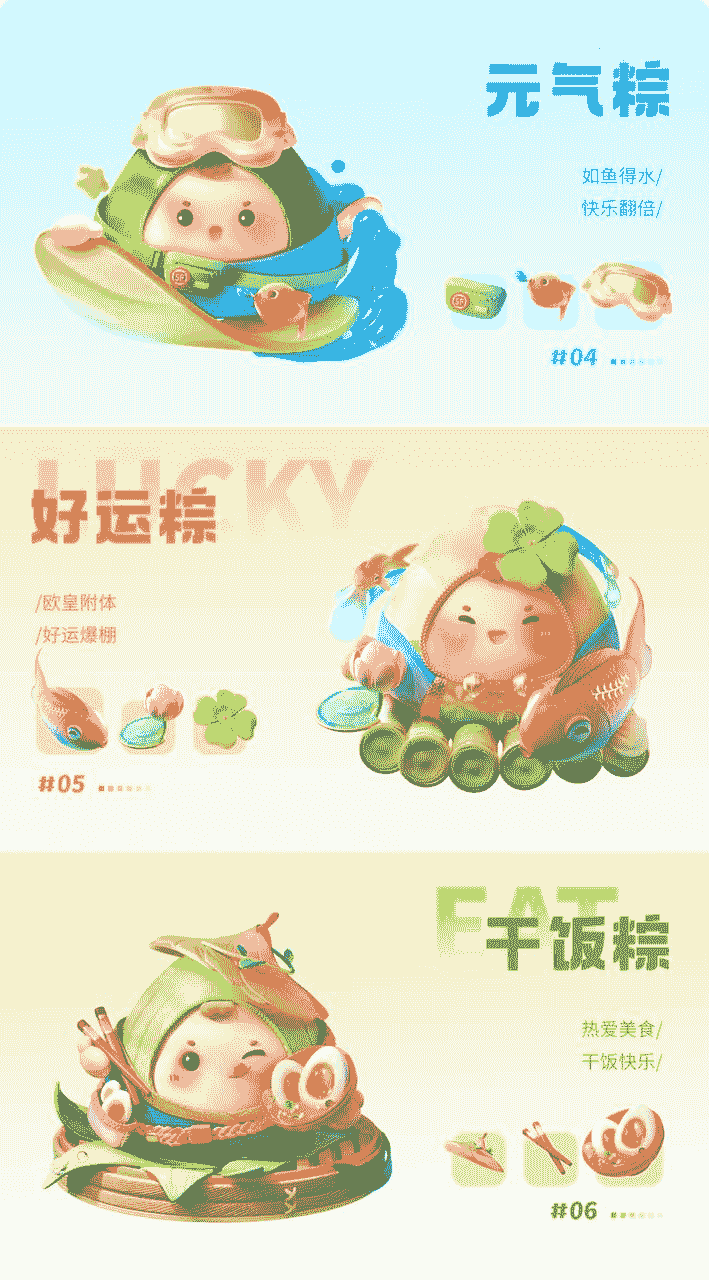 元气粽
如鱼得水/
快乐翻倍/
#04
LUCKY
好运粽
/欧皇附体
/好运爆棚
#05
EAT
干饭粽
热爱美食/
干饭快乐/
#06